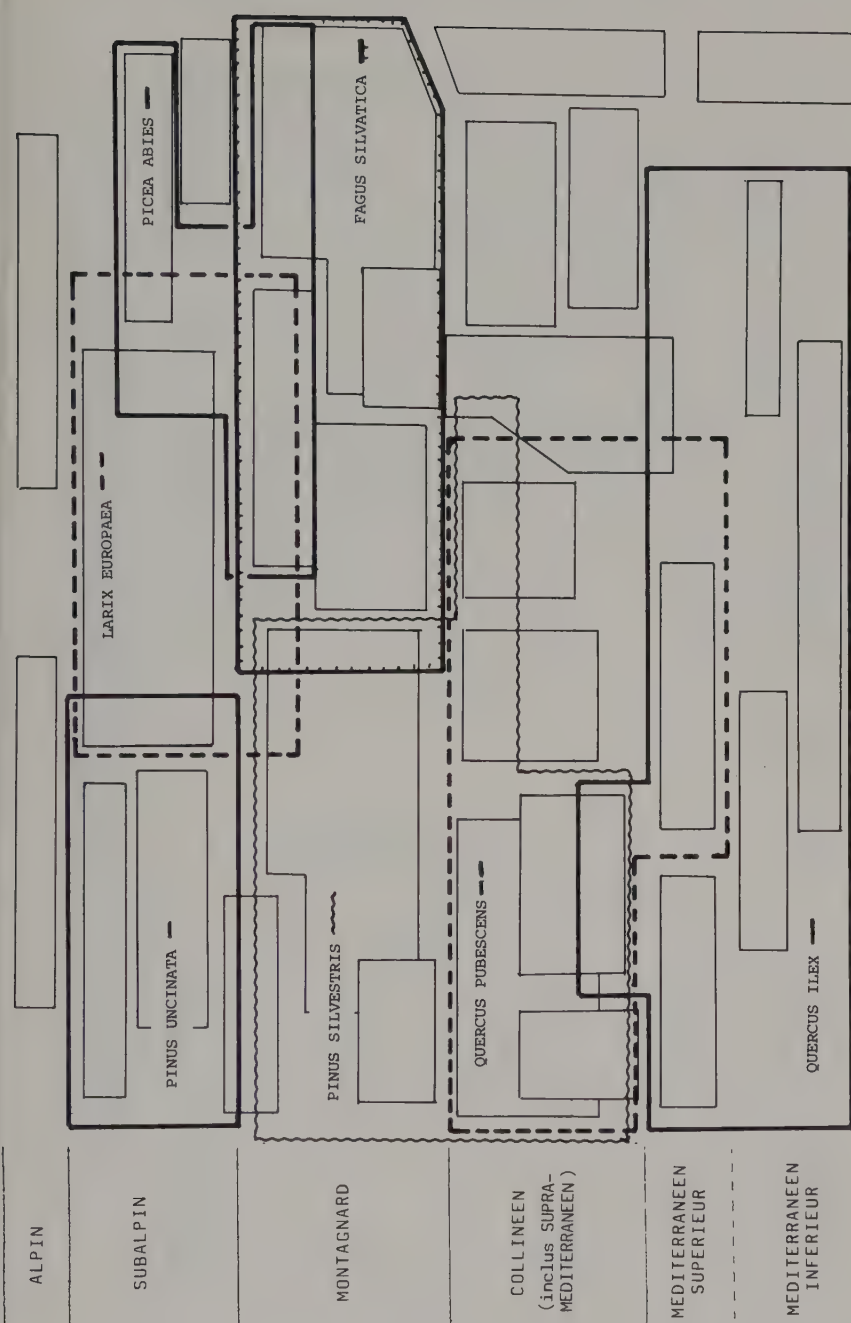 ALPIN
SUBALPIN
MONTAGNARD
COLLINEEN
(inclus SUPRA-
MEDITERRANEEN)
MEDITERRANEEN
SUPERIEUR
MEDITERRANEEN
INFERIEUR
PINUS UNCINATA
LARIX EUROPAEA
PICEA ABIES
PINUS SILVESTRIS
FAGUS SILVATICA
QUERCUS PUBESCENS
QUERCUS ILEX